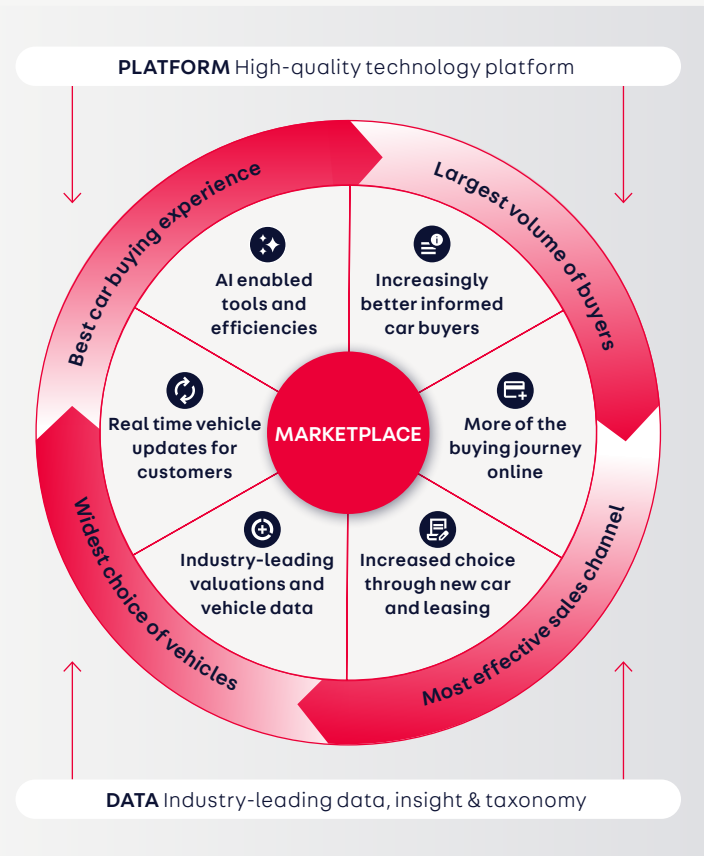 PLATFORM High-quality technology platform
Best car buying experience
Largest volume of buyers
AI enabled
tools and
efficiencies
Increasingly
better informed
car buyers
Real time vehicle
updates for
customers
MARKETPLACE
More of the
buying journey
online
Industry-leading
valuations and
vehicle data
Increased choice
through new car
and leasing
Widest choice of vehicles
Most effective sales channel
DATA Industry-leading data, insight & taxonomy